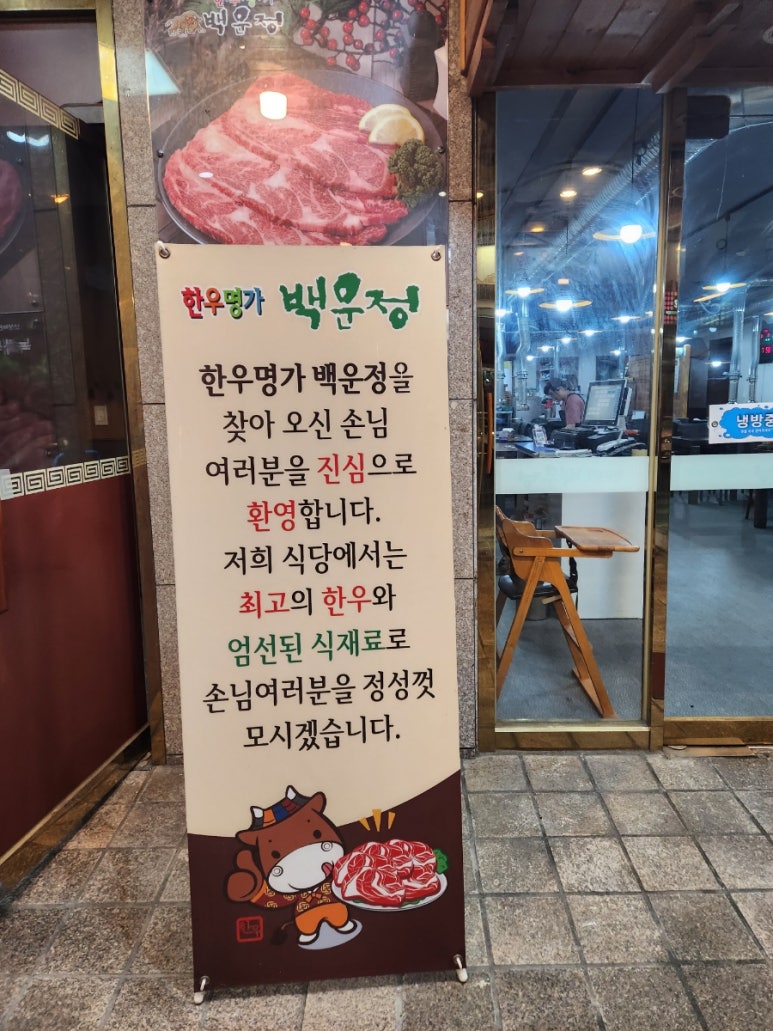 백운정
한우명가 백운정
한우명가 백운정을
찾아 오신 손님
여러분을 진심으로
환영합니다.
저희 식당에서는
최고의 한우와
엄선된 식재료로
손님여러분을 정성껏
모시겠습니다.
냉방중